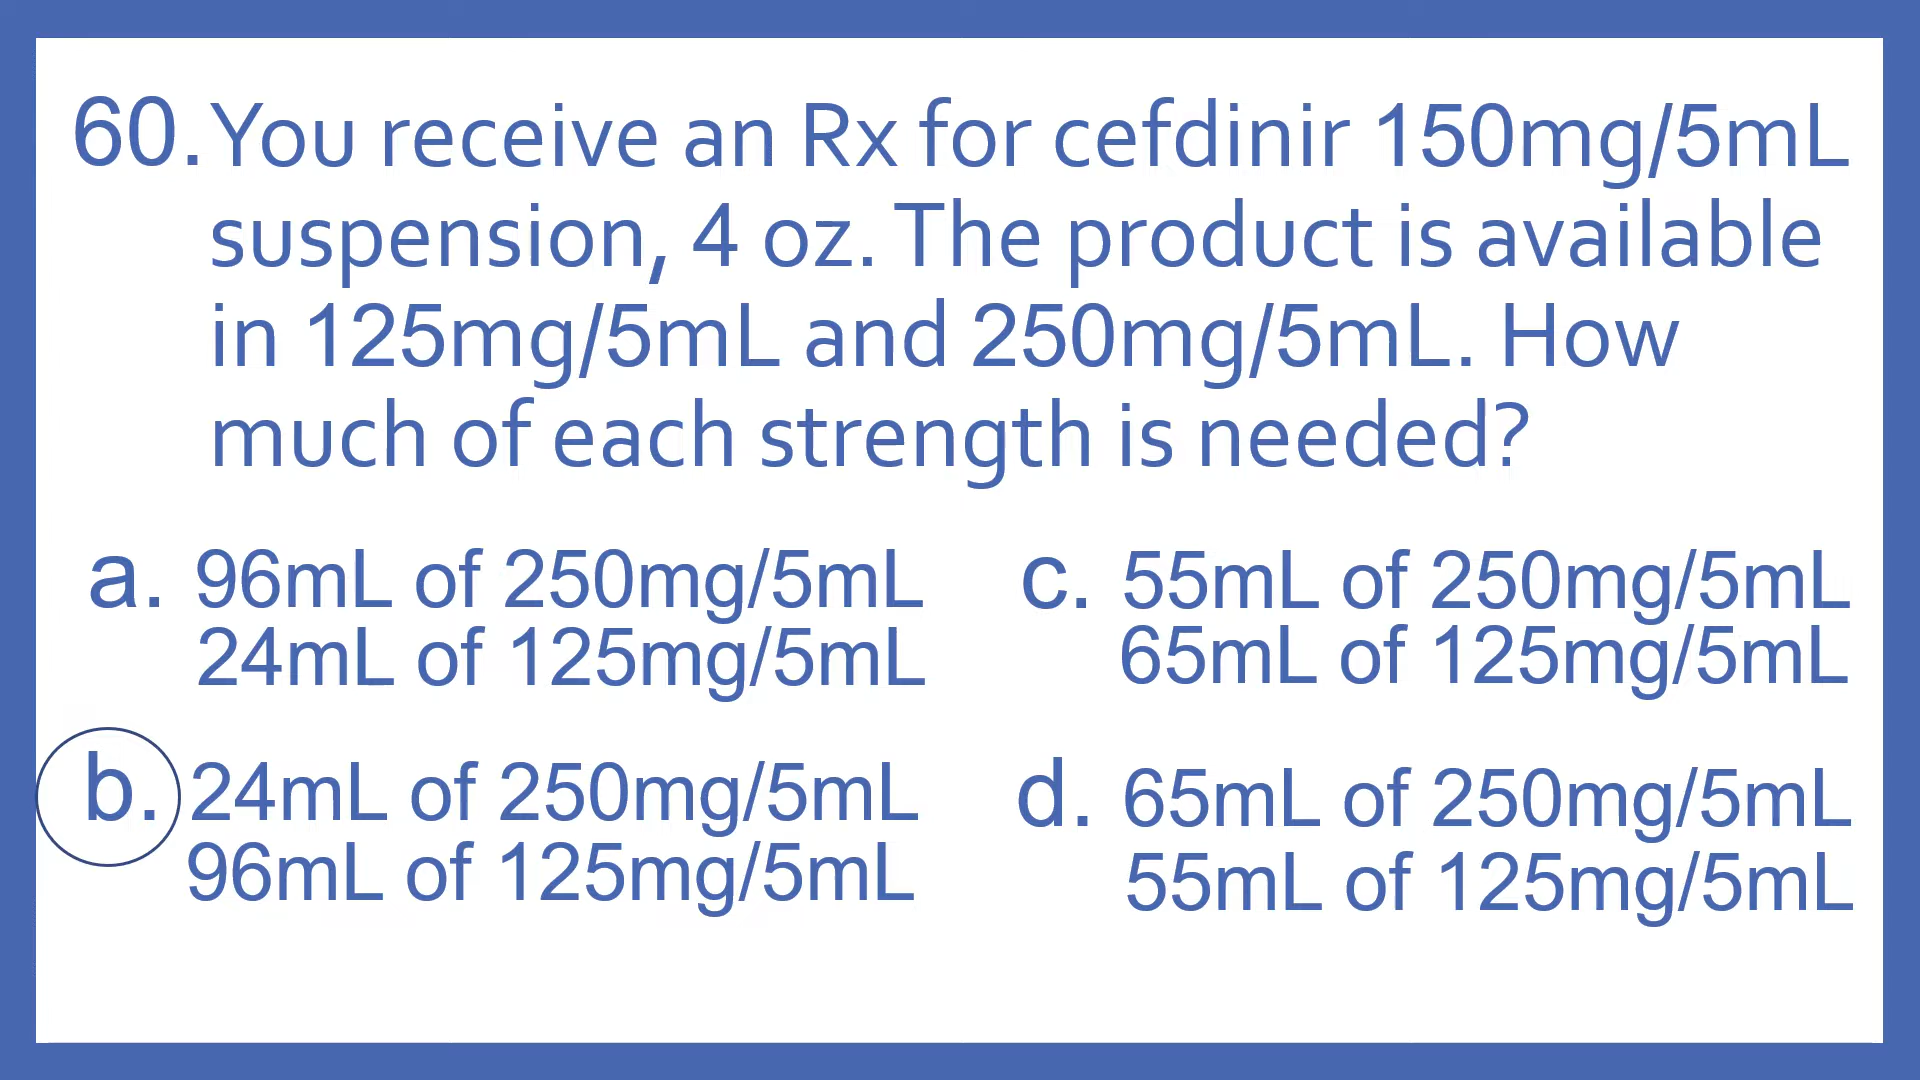 60. You receive an Rx for cefdinir 150mg/5mL
suspension, 4 oz. The product is available
in 125mg/5mL and 250mg/5mL. How
much of each strength is needed?
a. 96mL of 250mg/5mL
24mL of 125mg/5mL
b. 24mL of 250mg/5mL
96mL of 125mg/5mL
c. 55mL of 250mg/5mL
65mL of 125mg/5mL
d. 65mL of 250mg/5mL
55mL of 125mg/5mL